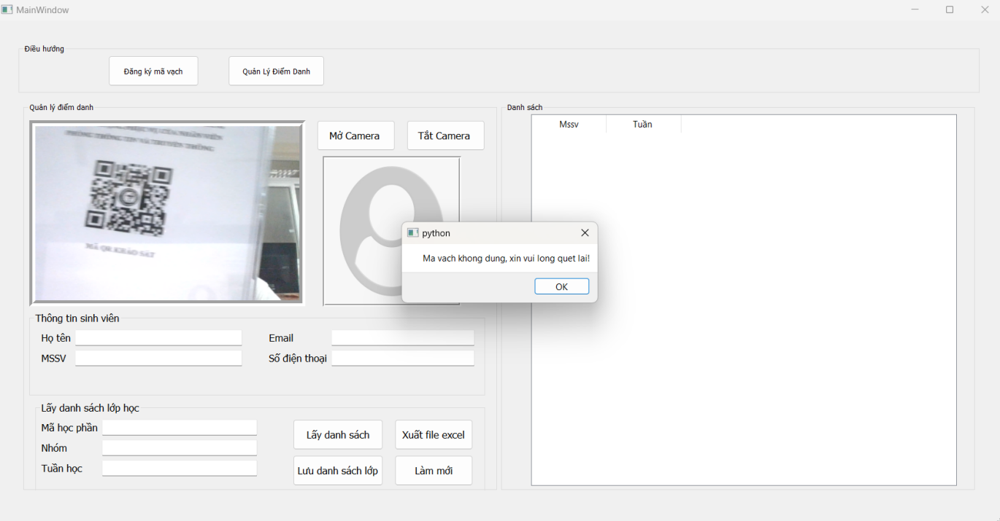 MainWindow
Điều hướng
Đăng ký mã vạch
Quản Lý Điểm Danh
Quản lý điểm danh
PHÒNG THÔNG TIN VÀ TRUYỀN THÔNG
MÃ QR KHẢO SÁT
Mở Camera
Tắt Camera
Danh sách
Mssv
Tuần
python
Ma vach khong dung, xin vui long quet lai!
OK
Thông tin sinh viên
Họ tên
Email
MSSV
Số điện thoại
Lấy danh sách lớp học
Mã học phần
Nhóm
Tuần học
Lấy danh sách
Xuất file excel
Lưu danh sách lớp
Làm mới